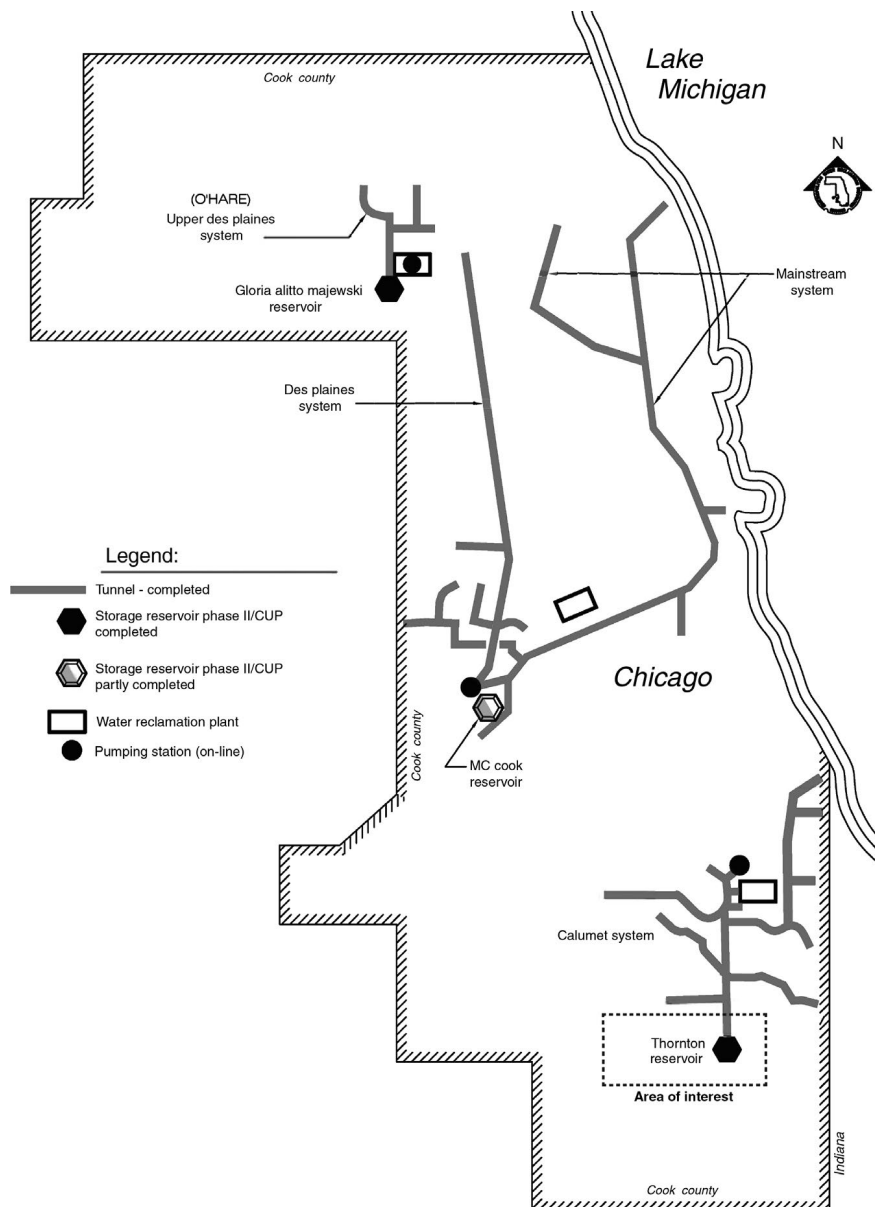 Cook county
Lake
Michigan
N
(O'HARE)
Upper des plaines
system
Gloria alitto majewski
reservoir
Mainstream
system
Des plaines
system
Legend:
Tunnel - completed
Storage reservoir phase II/CUP
completed
Storage reservoir phase II/CUP
partly completed
Water reclamation plant
Pumping station (on-line)
Chicago
Cook county
MC cook
reservoir
Calumet system
Thornton
reservoir
Area of interest
Indiana
Cook county